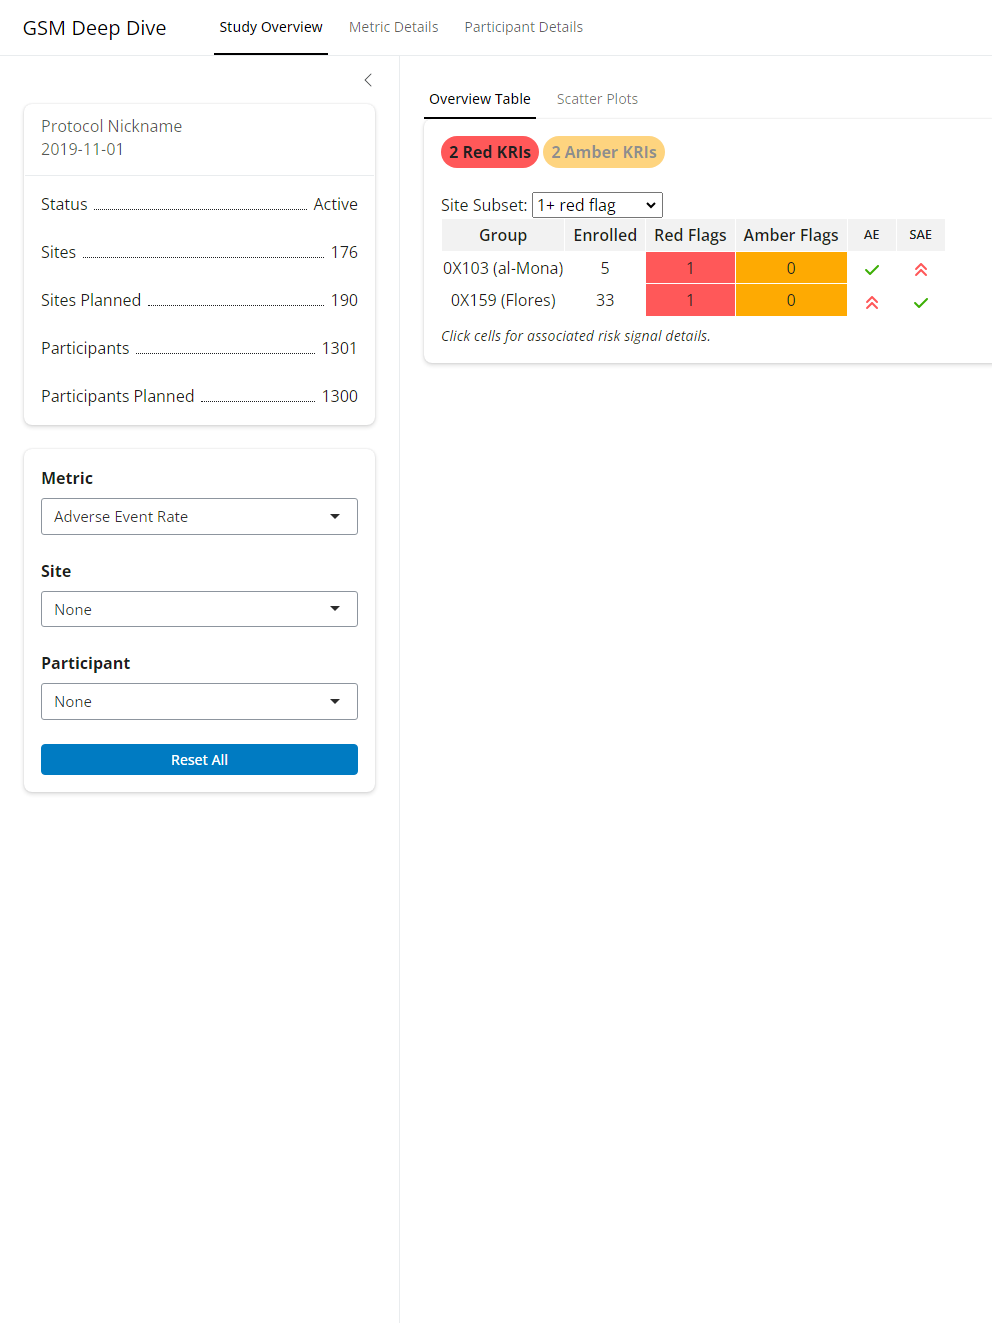 GSM Deep Dive
Study Overview
Metric Details
Participant Details
Protocol Nickname
2019-11-01
Status Active
Sites 176
Sites Planned 190
Participants 1301
Participants Planned 1300
Metric
Adverse Event Rate
Site
None
Participant
None
Reset All
Overview Table
Scatter Plots
2 Red KRIs
2 Amber KRIs
Site Subset: 1+ red flag
Group Enrolled Red Flags Amber Flags AE SAE
0X103 (al-Mona) 5 1 0
0X159 (Flores) 33 1 0
Click cells for associated risk signal details.